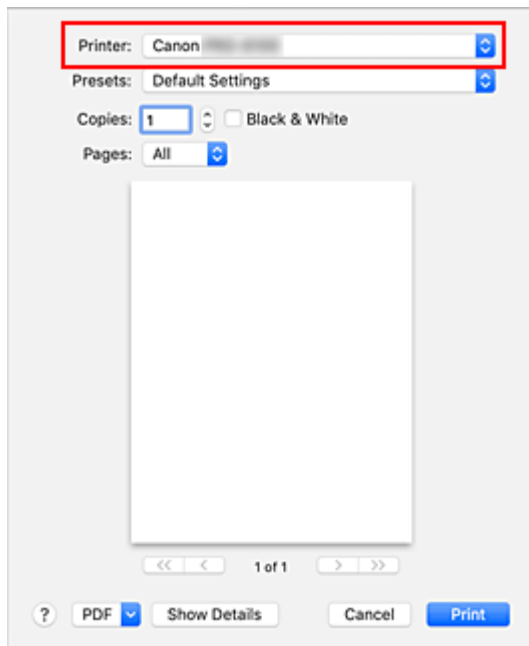 Printer: Canon
Presets: Default Settings
Copies: 1 Black & White
Pages: All
<< < 1 of 1 > >>
? PDF Show Details Cancel Print